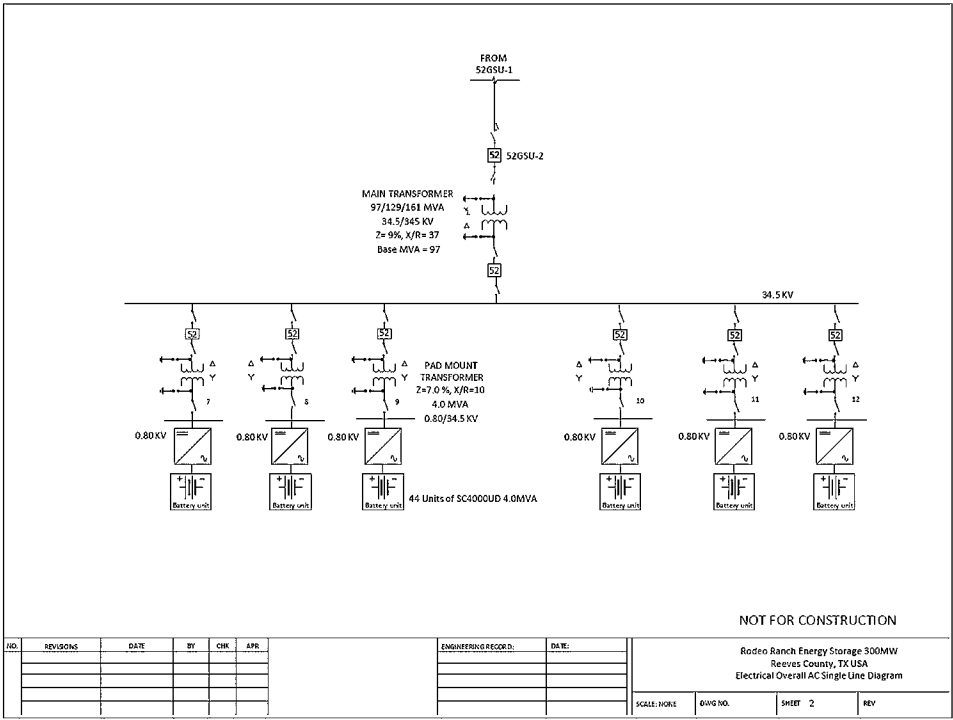 FROM
52GSU-1
52
52GSU-2
MAIN TRANSFORMER
97/129/161 MVA
34.5/345 KV
Z= 9%, X/R= 37
Base MVA = 97
Y
Δ
52
34.5 KV
52
52
52
52
52
52
Δ
Y
Δ
Y
Δ
Y
Δ
Y
Δ
Y
Δ
Y
PAD MOUNT
TRANSFORMER
Z=7.0 %, X/R=10
4.0 MVA
0.80/34.5 KV
7
8
9
10
11
12
0.80 KV
0.80 KV
0.80 KV
0.80 KV
0.80 KV
0.80 KV
Battery unit
Battery unit
Battery unit
44 Units of SC4000UD 4.0MVA
Battery unit
Battery unit
Battery unit
NOT FOR CONSTRUCTION
NO. REVISIONS DATE BY CHK APR
ENGINEERING RECORD: DATE:
Rodeo Ranch Energy Storage 300MW
Reeves County, TX USA
Electrical Overall AC Single Line Diagram
SCALE: NONE DWG NO. SHEET 2 REV